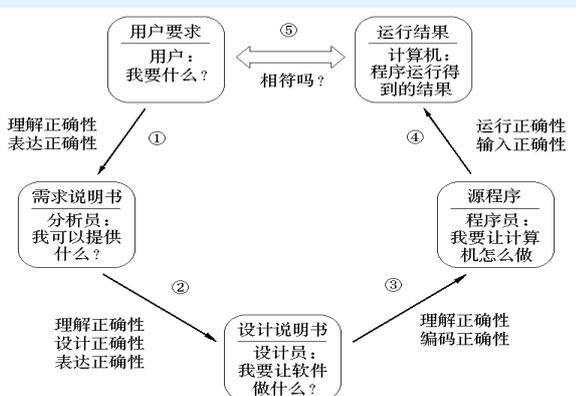 用户要求
用户：
我要什么？
⑤
相符吗？
运行结果
计算机：
程序运行得
到的结果
理解正确性
表达正确性
①
④
运行正确性
输入正确性
需求说明书
分析员：
我可以提供
什么？
源程序
程序员：
我要让计算
机怎么做
②
③
理解正确性
设计正确性
表达正确性
设计说明书
设计员：
我要让软件
做什么？
理解正确性
编码正确性